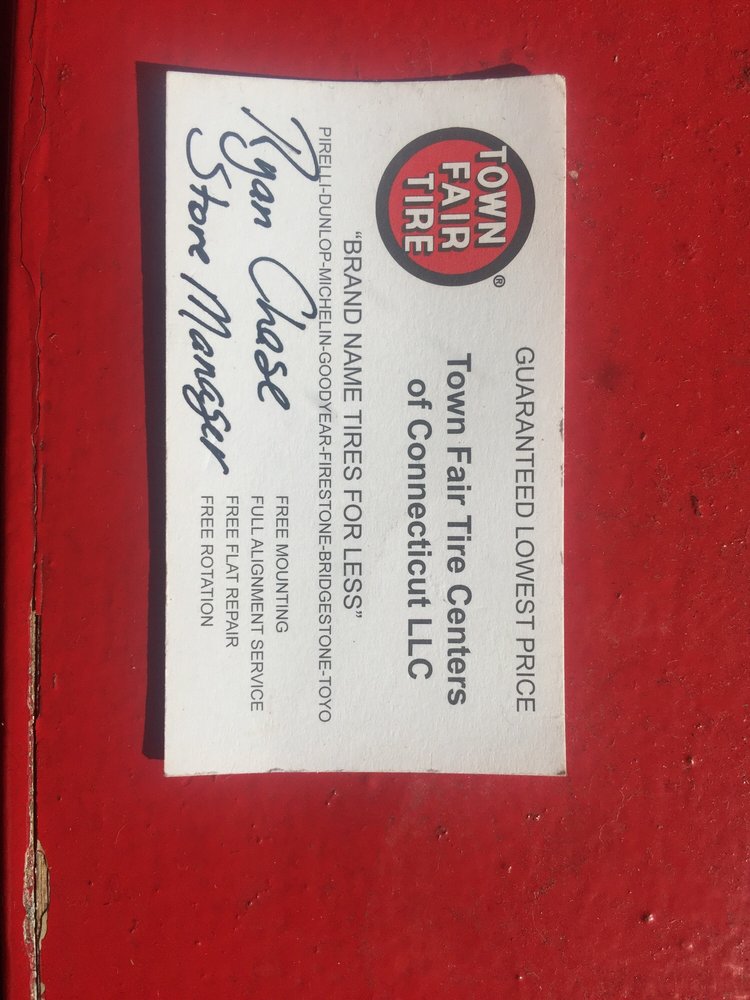 GUARANTEED LOWEST PRICE
TOWN
FAIR
TIRE
®
Town Fair Tire Centers
of Connecticut LLC
“BRAND NAME TIRES FOR LESS”
PIRELLI-DUNLOP-MICHELIN-GOODYEAR-FIRESTONE-BRIDGESTONE-TOYO
Ryan Chase
Store Manager
FREE MOUNTING
FULL ALIGNMENT SERVICE
FREE FLAT REPAIR
FREE ROTATION